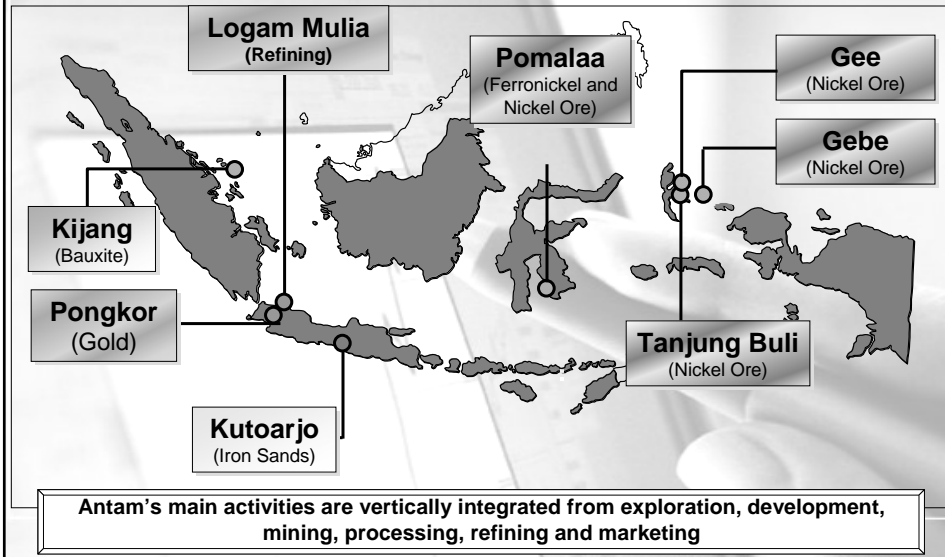 Logam Mulia
(Refining)
Pomalaa
(Ferronickel and
Nickel Ore)
Gee
(Nickel Ore)
Gebe
(Nickel Ore)
Kijang
(Bauxite)
Pongkor
(Gold)
Tanjung Buli
(Nickel Ore)
Kutoarjo
(Iron Sands)
Antam’s main activities are vertically integrated from exploration, development,
mining, processing, refining and marketing